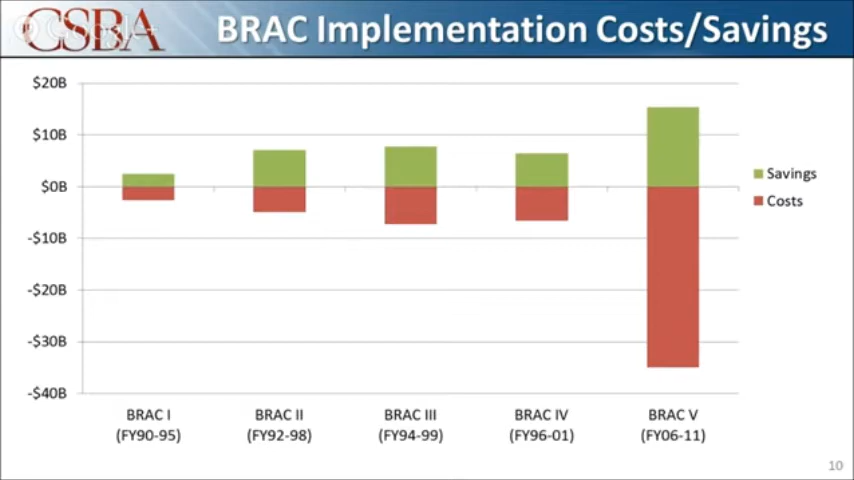 CSBA
Google+
BRAC Implementation Costs/Savings
$20B
$10B
$0B
-$10B
-$20B
-$30B
-$40B
Savings
Costs
BRAC I
(FY90-95)
BRAC II
(FY92-98)
BRAC III
(FY94-99)
BRAC IV
(FY96-01)
BRAC V
(FY06-11)
10